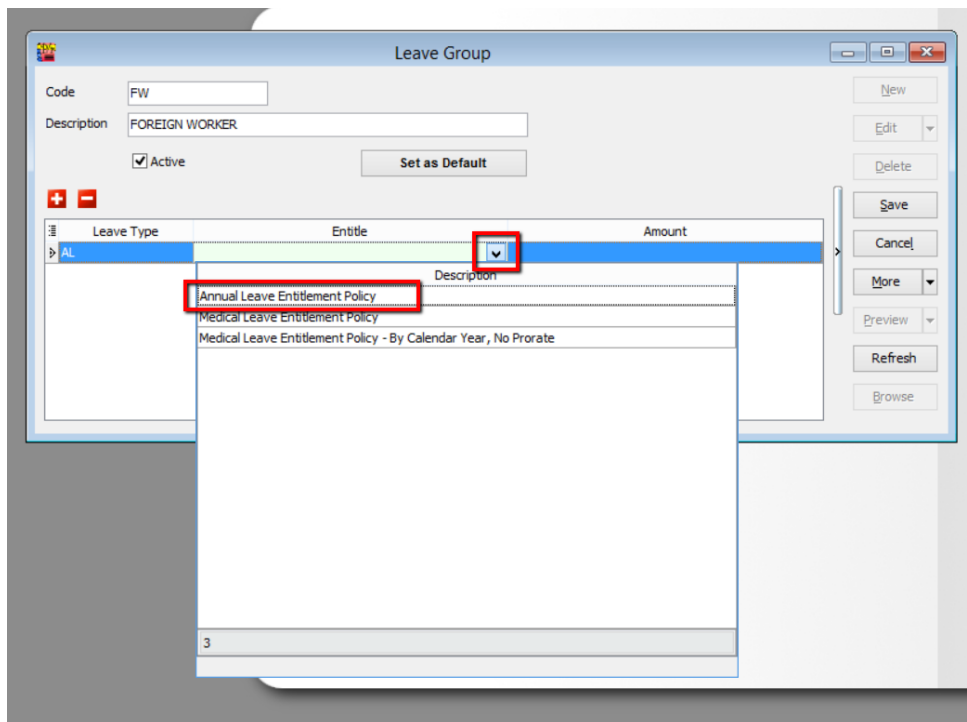 Leave Group
Code
FW
New
Description
FOREIGN WORKER
Edit
Active
Set as Default
Delete
Save
Leave Type Entitle Amount
AL
Cancel
Description
More
Annual Leave Entitlement Policy
Medical Leave Entitlement Policy
Preview
Medical Leave Entitlement Policy - By Calendar Year, No Prorate
Refresh
Browse
3